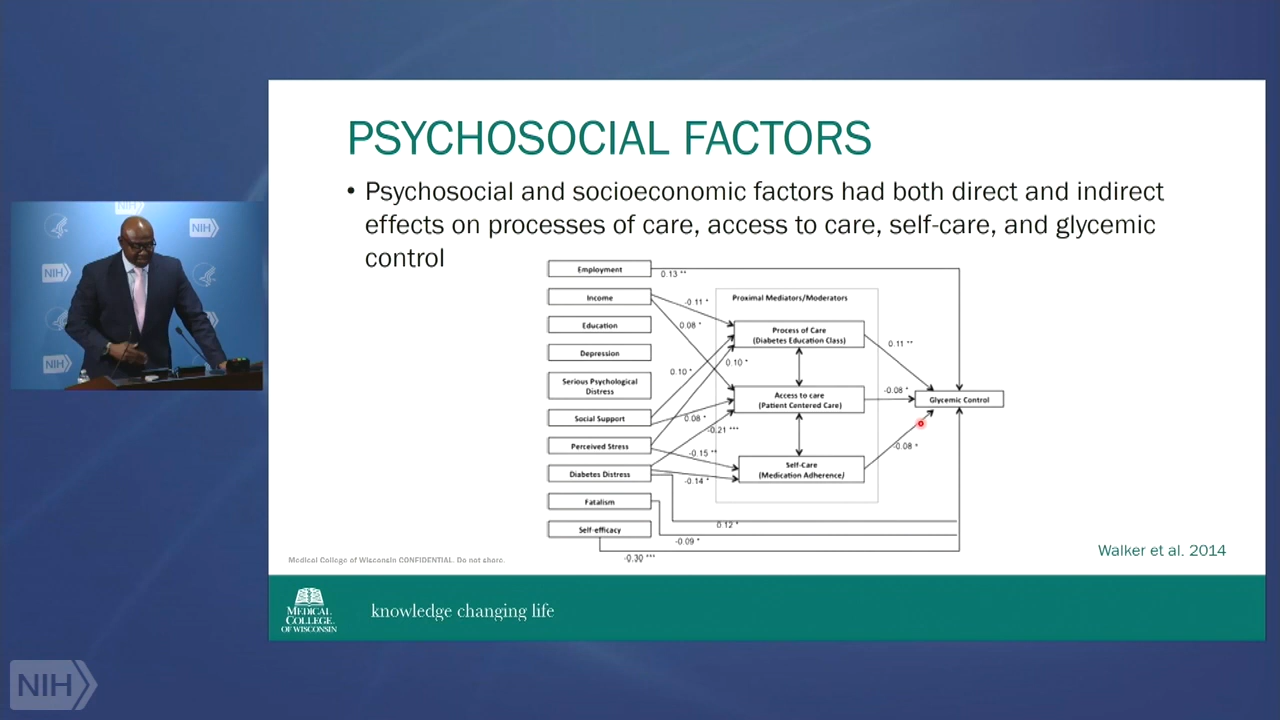 PSYCHOSOCIAL FACTORS
• Psychosocial and socioeconomic factors had both direct and indirect
effects on processes of care, access to care, self-care, and glycemic
control
Employment
0.13 **
Income
-0.11 *
Proximal Mediators/Moderators
Education
0.08 *
Process of Care
(Diabetes Education Class)
0.11 **
Depression
0.10 *
0.10 *
Serious Psychological
Distress
Access to care
(Patient Centered Care)
-0.08 *
Glycemic Control
Social Support
0.08 *
-0.21 ***
Perceived Stress
-0.15 **
-0.08 *
Diabetes Distress
-0.14 *
Self-Care
(Medication Adherence)
Fatalism
0.12 *
Self-efficacy
-0.09 *
-0.30 ***
Walker et al. 2014
Medical College of Wisconsin CONFIDENTIAL. Do not share.
MEDICAL
COLLEGE
OF WISCONSIN
knowledge changing life
NIH
NIH
NIH
NIH
NIH